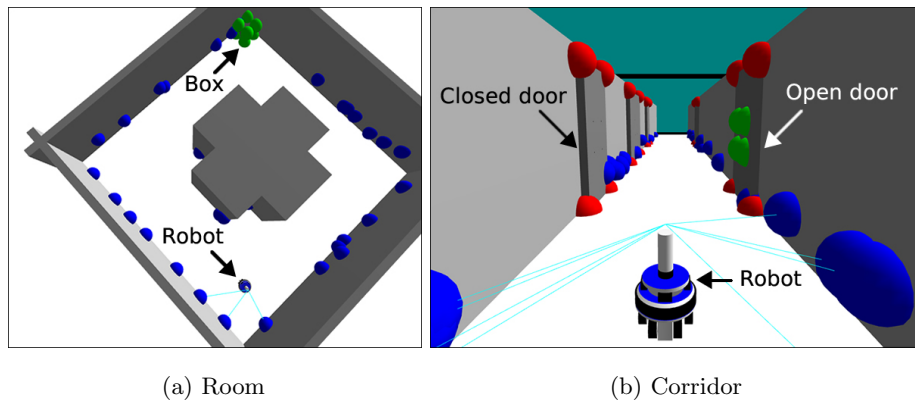 Box
Robot
Closed door
Open door
Robot
(a) Room
(b) Corridor